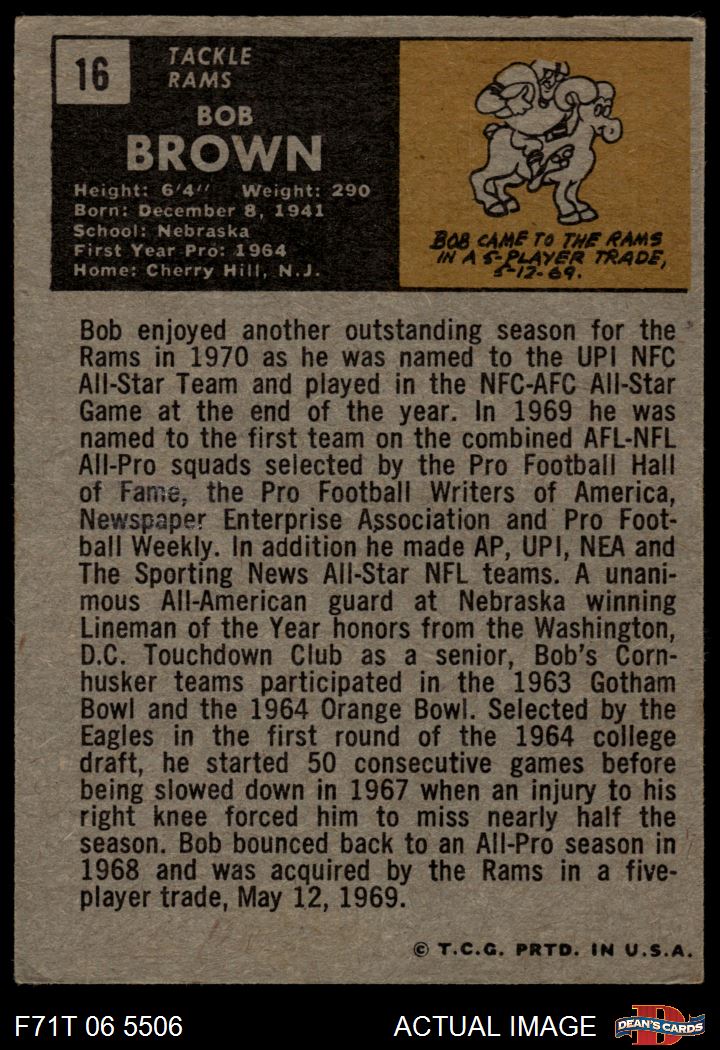 16
TACKLE
RAMS
BOB
BROWN
Height: 6'4'' Weight: 290
Born: December 8, 1941
School: Nebraska
First Year Pro: 1964
Home: Cherry Hill, N.J.
BOB CAME TO THE RAMS
IN A 5-PLAYER TRADE,
5-12-69.
Bob enjoyed another outstanding season for the
Rams in 1970 as he was named to the UPI NFC
All-Star Team and played in the NFC-AFC All-Star
Game at the end of the year. In 1969 he was
named to the first team on the combined AFL-NFL
All-Pro squads selected by the Pro Football Hall
of Fame, the Pro Football Writers of America,
Newspaper Enterprise Association and Pro Foot-
ball Weekly. In addition he made AP, UPI, NEA and
The Sporting News All-Star NFL teams. A unani-
mous All-American guard at Nebraska winning
Lineman of the Year honors from the Washington,
D.C. Touchdown Club as a senior, Bob's Corn-
husker teams participated in the 1963 Gotham
Bowl and the 1964 Orange Bowl. Selected by the
Eagles in the first round of the 1964 college
draft, he started 50 consecutive games before
being slowed down in 1967 when an injury to his
right knee forced him to miss nearly half the
season. Bob bounced back to an All-Pro season in
1968 and was acquired by the Rams in a five-
player trade, May 12, 1969.
© T.C.G. PRTD. IN U.S.A.
F71T 06 5506
ACTUAL IMAGE
DEAN'S CARDS